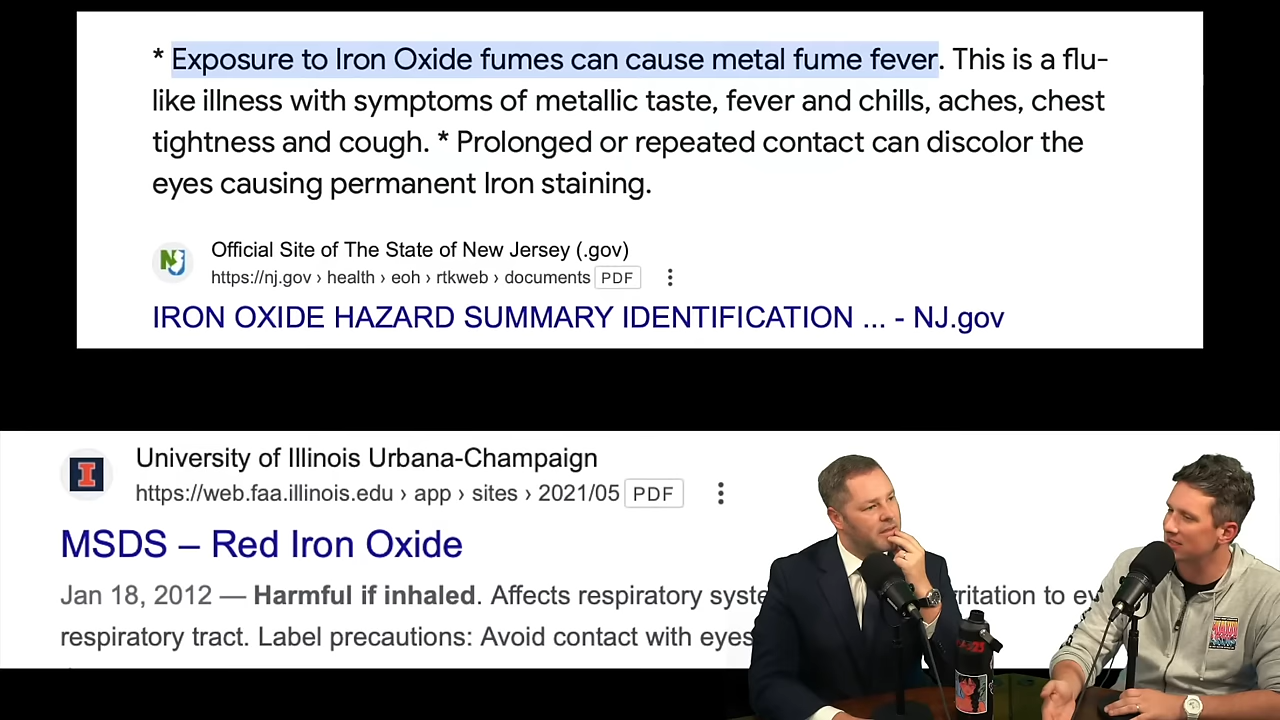 * Exposure to Iron Oxide fumes can cause metal fume fever. This is a flu-
like illness with symptoms of metallic taste, fever and chills, aches, chest
tightness and cough. * Prolonged or repeated contact can discolor the
eyes causing permanent Iron staining.
Official Site of The State of New Jersey (.gov)
https://nj.gov › health › eoh › rtkweb › documents PDF
IRON OXIDE HAZARD SUMMARY IDENTIFICATION ... - NJ.gov
University of Illinois Urbana-Champaign
https://web.faa.illinois.edu › app › sites › 2021/05 PDF
MSDS – Red Iron Oxide
Jan 18, 2012 — Harmful if inhaled. Affects respiratory to
respiratory tract. Label precautions: Avoid contact with eyes